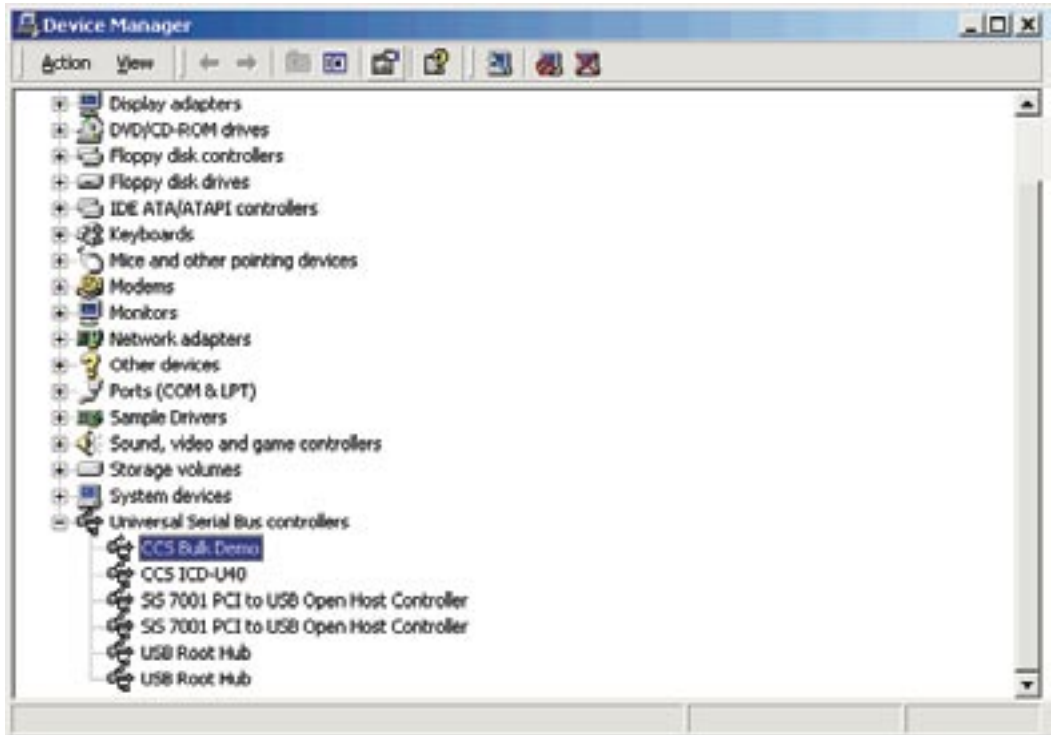 Device Manager
Action View
Display adapters
DVD/CD-ROM drives
Floppy disk controllers
Floppy disk drives
IDE ATA/ATAPI controllers
Keyboards
Mice and other pointing devices
Modems
Monitors
Network adapters
Other devices
Ports (COM & LPT)
Sample Drivers
Sound, video and game controllers
Storage volumes
System devices
Universal Serial Bus controllers
CCS Bulk Demo
CCS ICD-U40
SiS 7001 PCI to USB Open Host Controller
SiS 7001 PCI to USB Open Host Controller
USB Root Hub
USB Root Hub